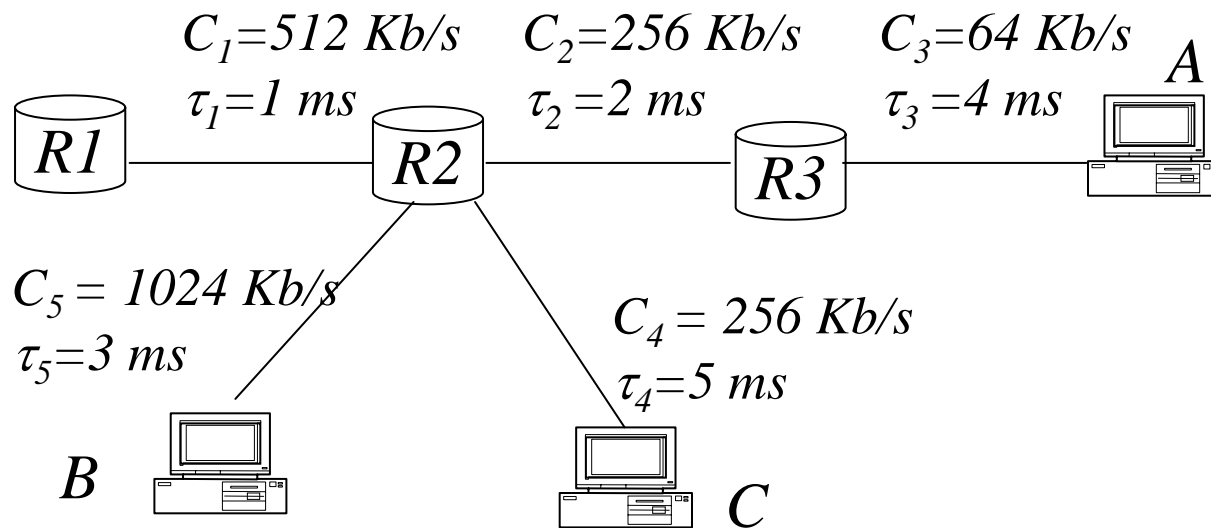 C₁=512 Kb/s
τ₁=1 ms
C₂=256 Kb/s
τ₂=2 ms
C₃=64 Kb/s
τ₃=4 ms
A
R1
R2
R3
C₅ = 1024 Kb/s
τ₅=3 ms
C₄ = 256 Kb/s
τ₄=5 ms
B
C